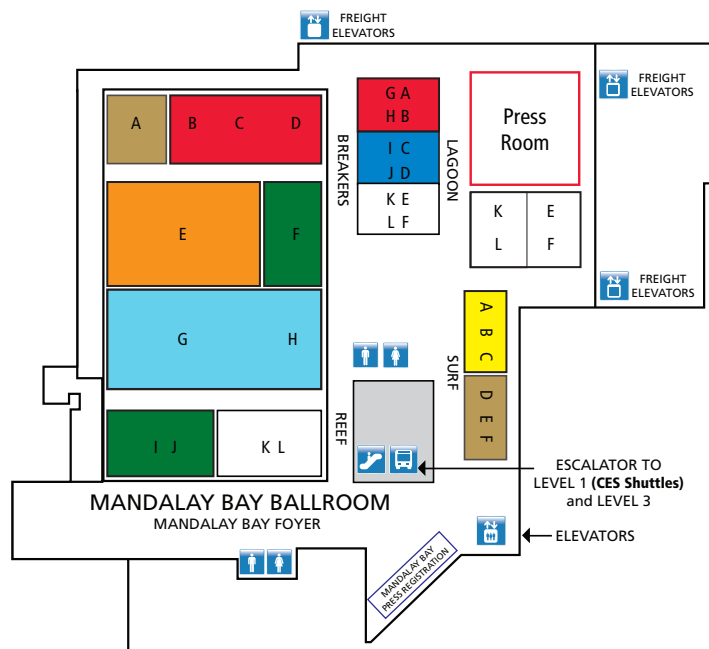 FREIGHT
ELEVATORS
FREIGHT
ELEVATORS
FREIGHT
ELEVATORS
A B C D
E F
G H
I J K L
BREAKERS
G A
H B
I C
J D
K E
L F
LAGOON
Press
Room
K E
L F
SURF
A B C
D E F
REEF
ESCALATOR TO
LEVEL 1 (CES Shuttles)
and LEVEL 3
ELEVATORS
MANDALAY BAY BALLROOM
MANDALAY BAY FOYER
MANDALAY BAY
PRESS REGISTRATION